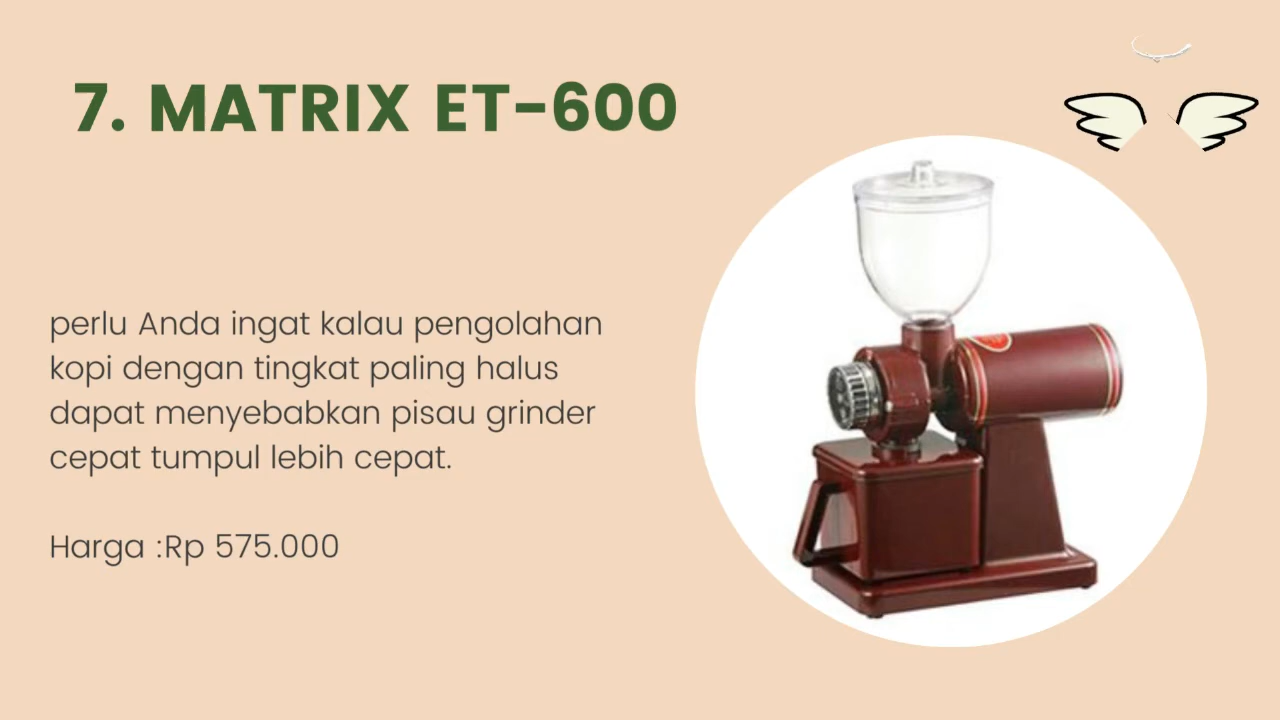 7. MATRIX ET-600
perlu Anda ingat kalau pengolahan
kopi dengan tingkat paling halus
dapat menyebabkan pisau grinder
cepat tumpul lebih cepat.
Harga :Rp 575.000